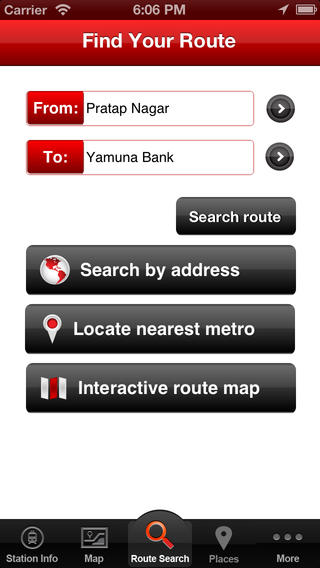 Carrier 6:06 PM
Find Your Route
From: Pratap Nagar
To: Yamuna Bank
Search route
Search by address
Locate nearest metro
Interactive route map
Station Info Map Route Search Places More